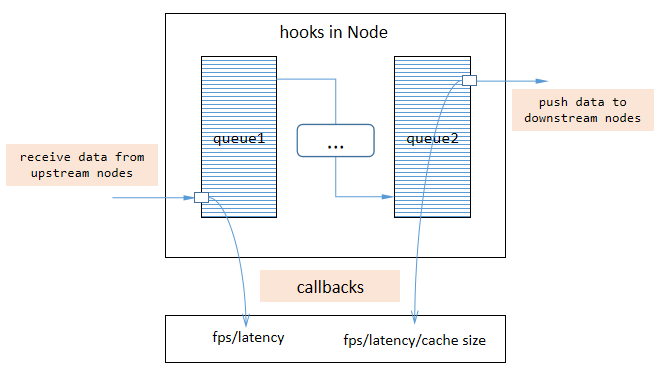 hooks in Node
queue1
...
queue2
push data to
downstream nodes
receive data from
upstream nodes
callbacks
fps/latency
fps/latency/cache size